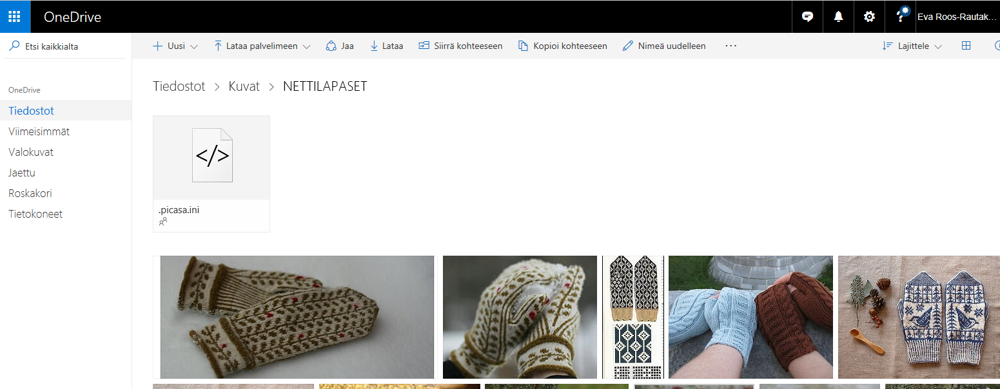 OneDrive
Eva Roos-Rautak...
Etsi kaikkialta
Uusi
Lataa palvelimeen
Jaa
Lataa
Siirrä kohteeseen
Kopioi kohteeseen
Nimeä uudelleen
...
Lajittele
OneDrive
Tiedostot
Viimeisimmät
Valokuvat
Jaettu
Roskakori
Tietokoneet
Tiedostot > Kuvat > NETTILAPASET
</>
.picasa.ini